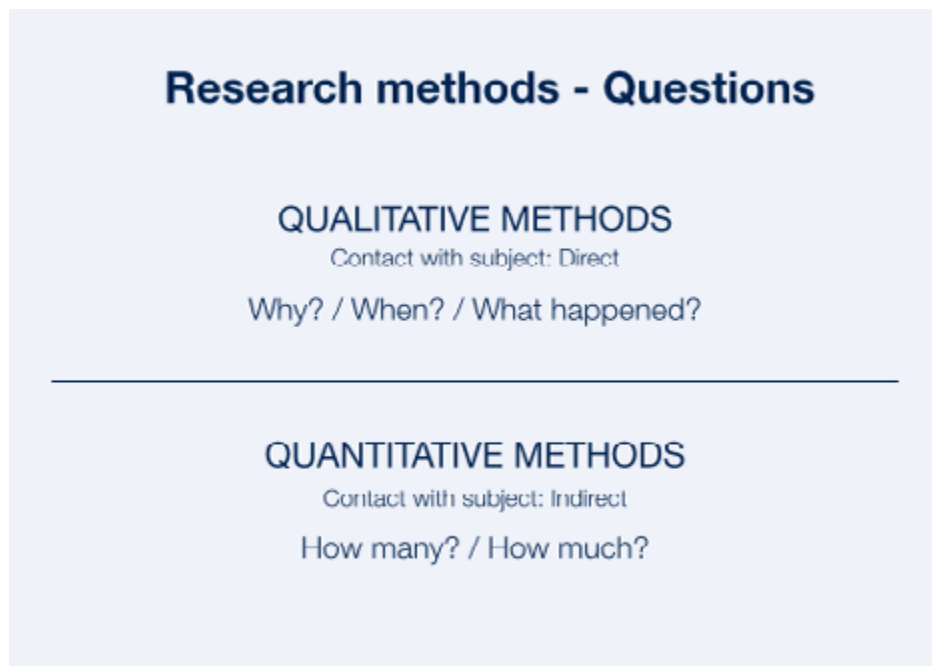 Research methods - Questions
QUALITATIVE METHODS
Contact with subject: Direct
Why? / When? / What happened?
QUANTITATIVE METHODS
Contact with subject: Indirect
How many? / How much?